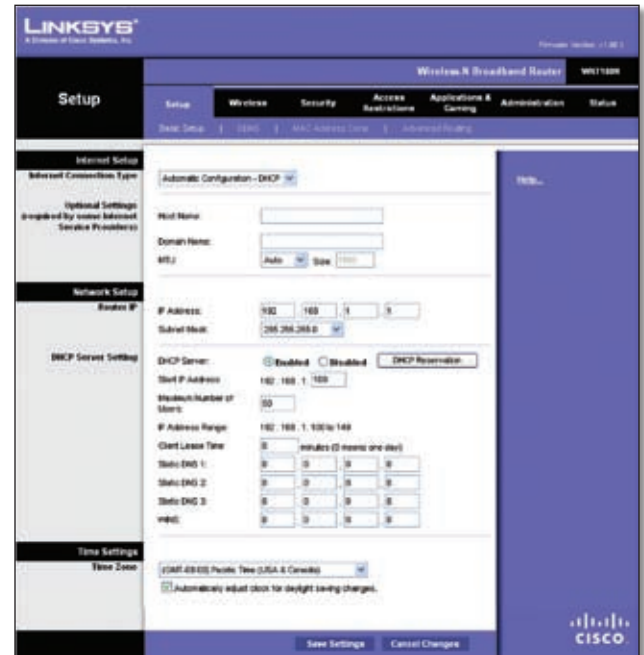 LINKSYS®
A Division of Cisco Systems, Inc.
Firmware Version:
Wireless-N Broadband Router
Setup
Setup
Wireless
Security
Access Restrictions
Applications & Gaming
Administration
Status
Basic Setup | DDNS | MAC Address Clone | Advanced Routing
Internet Setup
Internet Connection Type
Automatic Configuration - DHCP
Help...
Optional Settings
(required by some Internet
Service Providers)
Host Name:
Domain Name:
MTU:
Auto
Size:
Network Setup
Router IP
IP Address:
192 . 168 . 1 . 1
Subnet Mask:
255.255.255.0
DHCP Server Setting
DHCP Server:
Enabled
Disabled
DHCP Reservation
Start IP Address:
192 . 168 . 1 . 100
Maximum Number of
Users:
50
IP Address Range:
192 . 168 . 1. 100 to 149
Client Lease Time:
0 minutes (0 means one day)
Static DNS 1:
0 . 0 . 0 . 0
Static DNS 2:
0 . 0 . 0 . 0
Static DNS 3:
0 . 0 . 0 . 0
WINS:
0 . 0 . 0 . 0
Time Settings
Time Zone
(GMT-08:00) Pacific Time (USA & Canada)
Automatically adjust clock for daylight saving changes.
Save Settings
Cancel Changes
CISCO